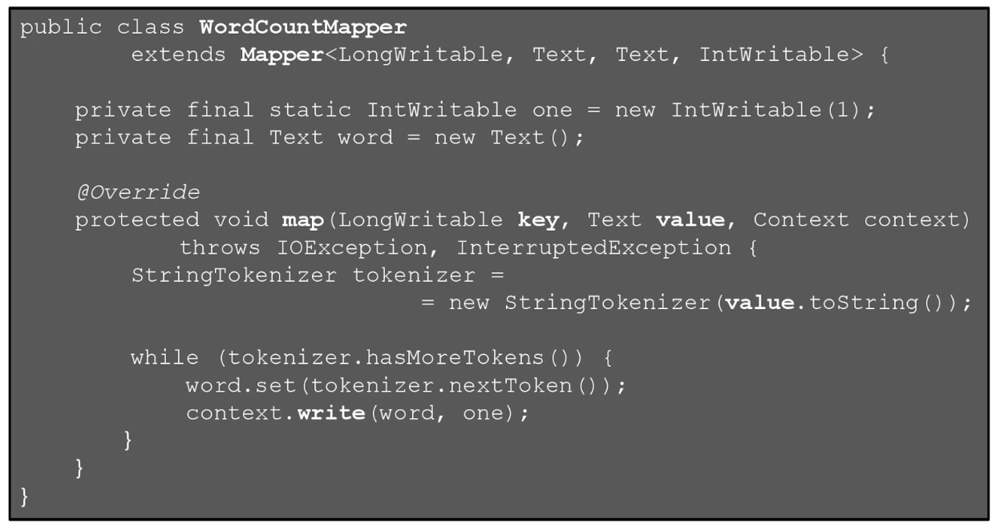 public class WordCountMapper
extends Mapper<LongWritable, Text, Text, IntWritable> {
private final static IntWritable one = new IntWritable(1);
private final Text word = new Text();
@Override
protected void map(LongWritable key, Text value, Context context)
throws IOException, InterruptedException {
StringTokenizer tokenizer =
= new StringTokenizer(value.toString());
while (tokenizer.hasMoreTokens()) {
word.set(tokenizer.nextToken());
context.write(word, one);
}
}
}